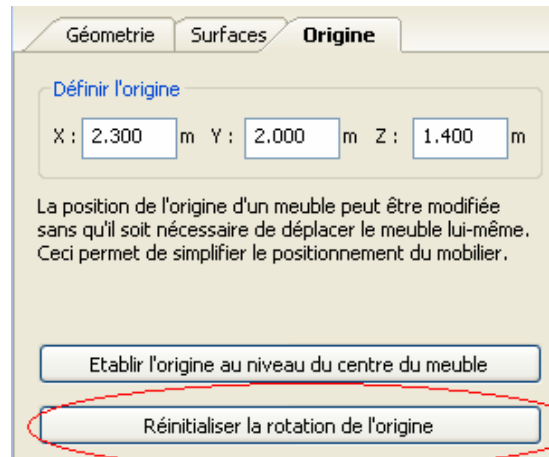 Géometrie Surfaces Origine
Définir l'origine
X : 2.300 m Y : 2.000 m Z : 1.400 m
La position de l'origine d'un meuble peut être modifiée
sans qu'il soit nécessaire de déplacer le meuble lui-même.
Ceci permet de simplifier le positionnement du mobilier.
Etablir l'origine au niveau du centre du meuble
Réinitialiser la rotation de l'origine